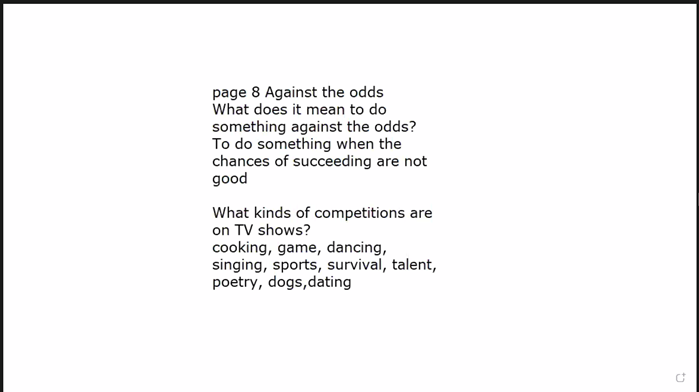 page 8 Against the odds
What does it mean to do
something against the odds?
To do something when the
chances of succeeding are not
good
What kinds of competitions are
on TV shows?
cooking, game, dancing,
singing, sports, survival, talent,
poetry, dogs,dating